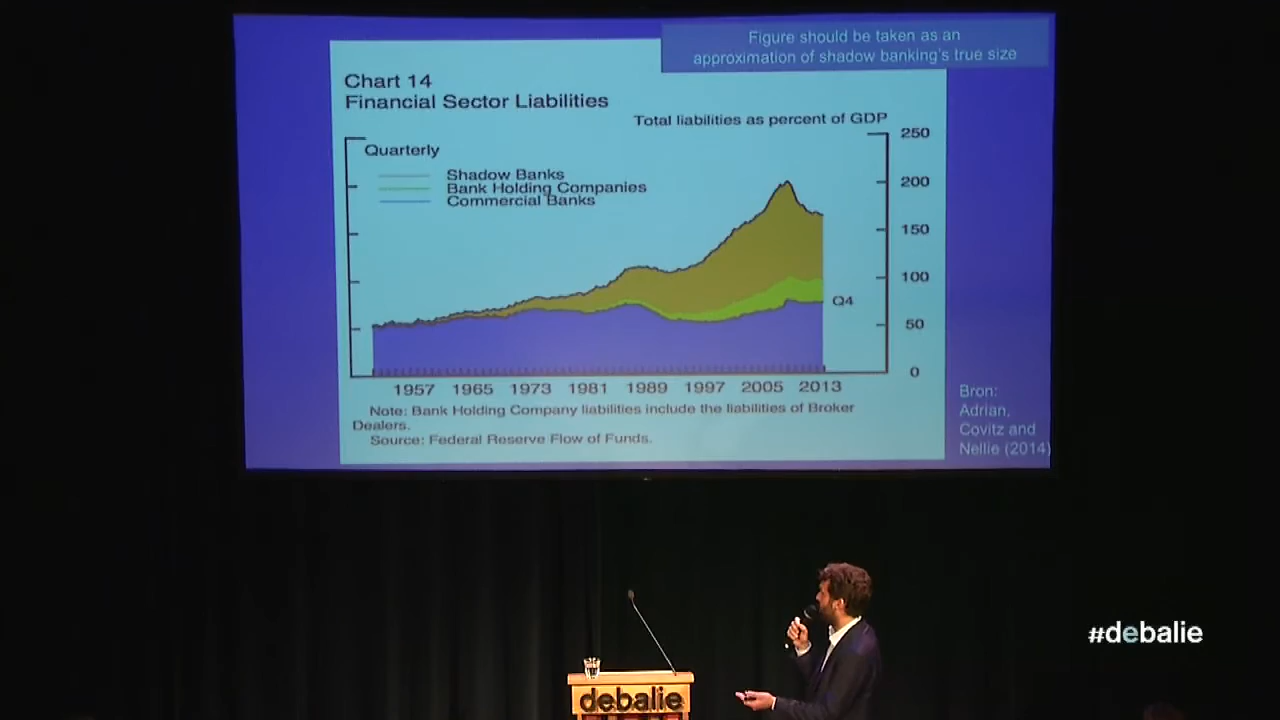 Figure should be taken as an
approximation of shadow banking's true size
Chart 14
Financial Sector Liabilities
Total liabilities as percent of GDP
Quarterly
Shadow Banks
Bank Holding Companies
Commercial Banks
250
200
150
100
50
0
Q4
1957 1965 1973 1981 1989 1997 2005 2013
Note: Bank Holding Company liabilities include the liabilities of Broker
Dealers.
Source: Federal Reserve Flow of Funds.
Bron:
Adrian,
Covitz and
Nellie (2014)
#debalie
debalie